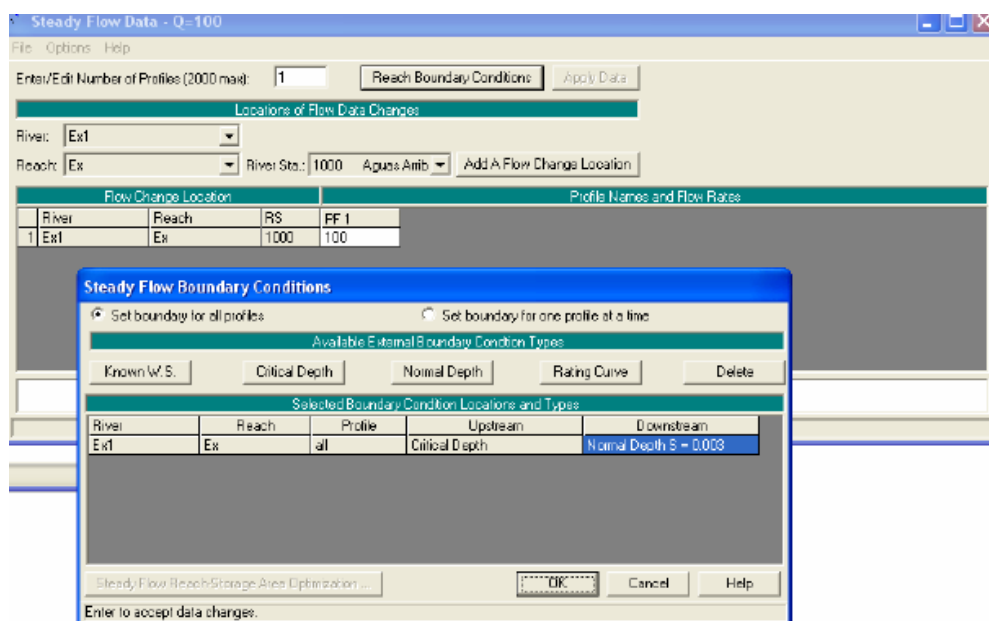 Steady Flow Data - Q=100
File Options Help
Enter/Edit Number of Profiles (2000 max): 1 Reach Boundary Conditions Apply Data
Locations of Flow Data Changes
River: Ex1
Reach: Ex River Sta.: 1000 Aguas Arrib Add A Flow Change Location
Flow Change Location Profile Names and Flow Rates
River Reach RS PF 1
1 Ex1 Ex 1000 100
Steady Flow Boundary Conditions
Set boundary for all profiles Set boundary for one profile at a time
Available External Boundary Condition Types
Known W.S. Critical Depth Normal Depth Rating Curve Delete
Selected Boundary Condition Locations and Types
River Reach Profile Upstream Downstream
Ex1 Ex all Critical Depth Normal Depth S = 0.003
Steady Flow Reach-Storage Area Optimization ... OK Cancel Help
Enter to accept data changes.